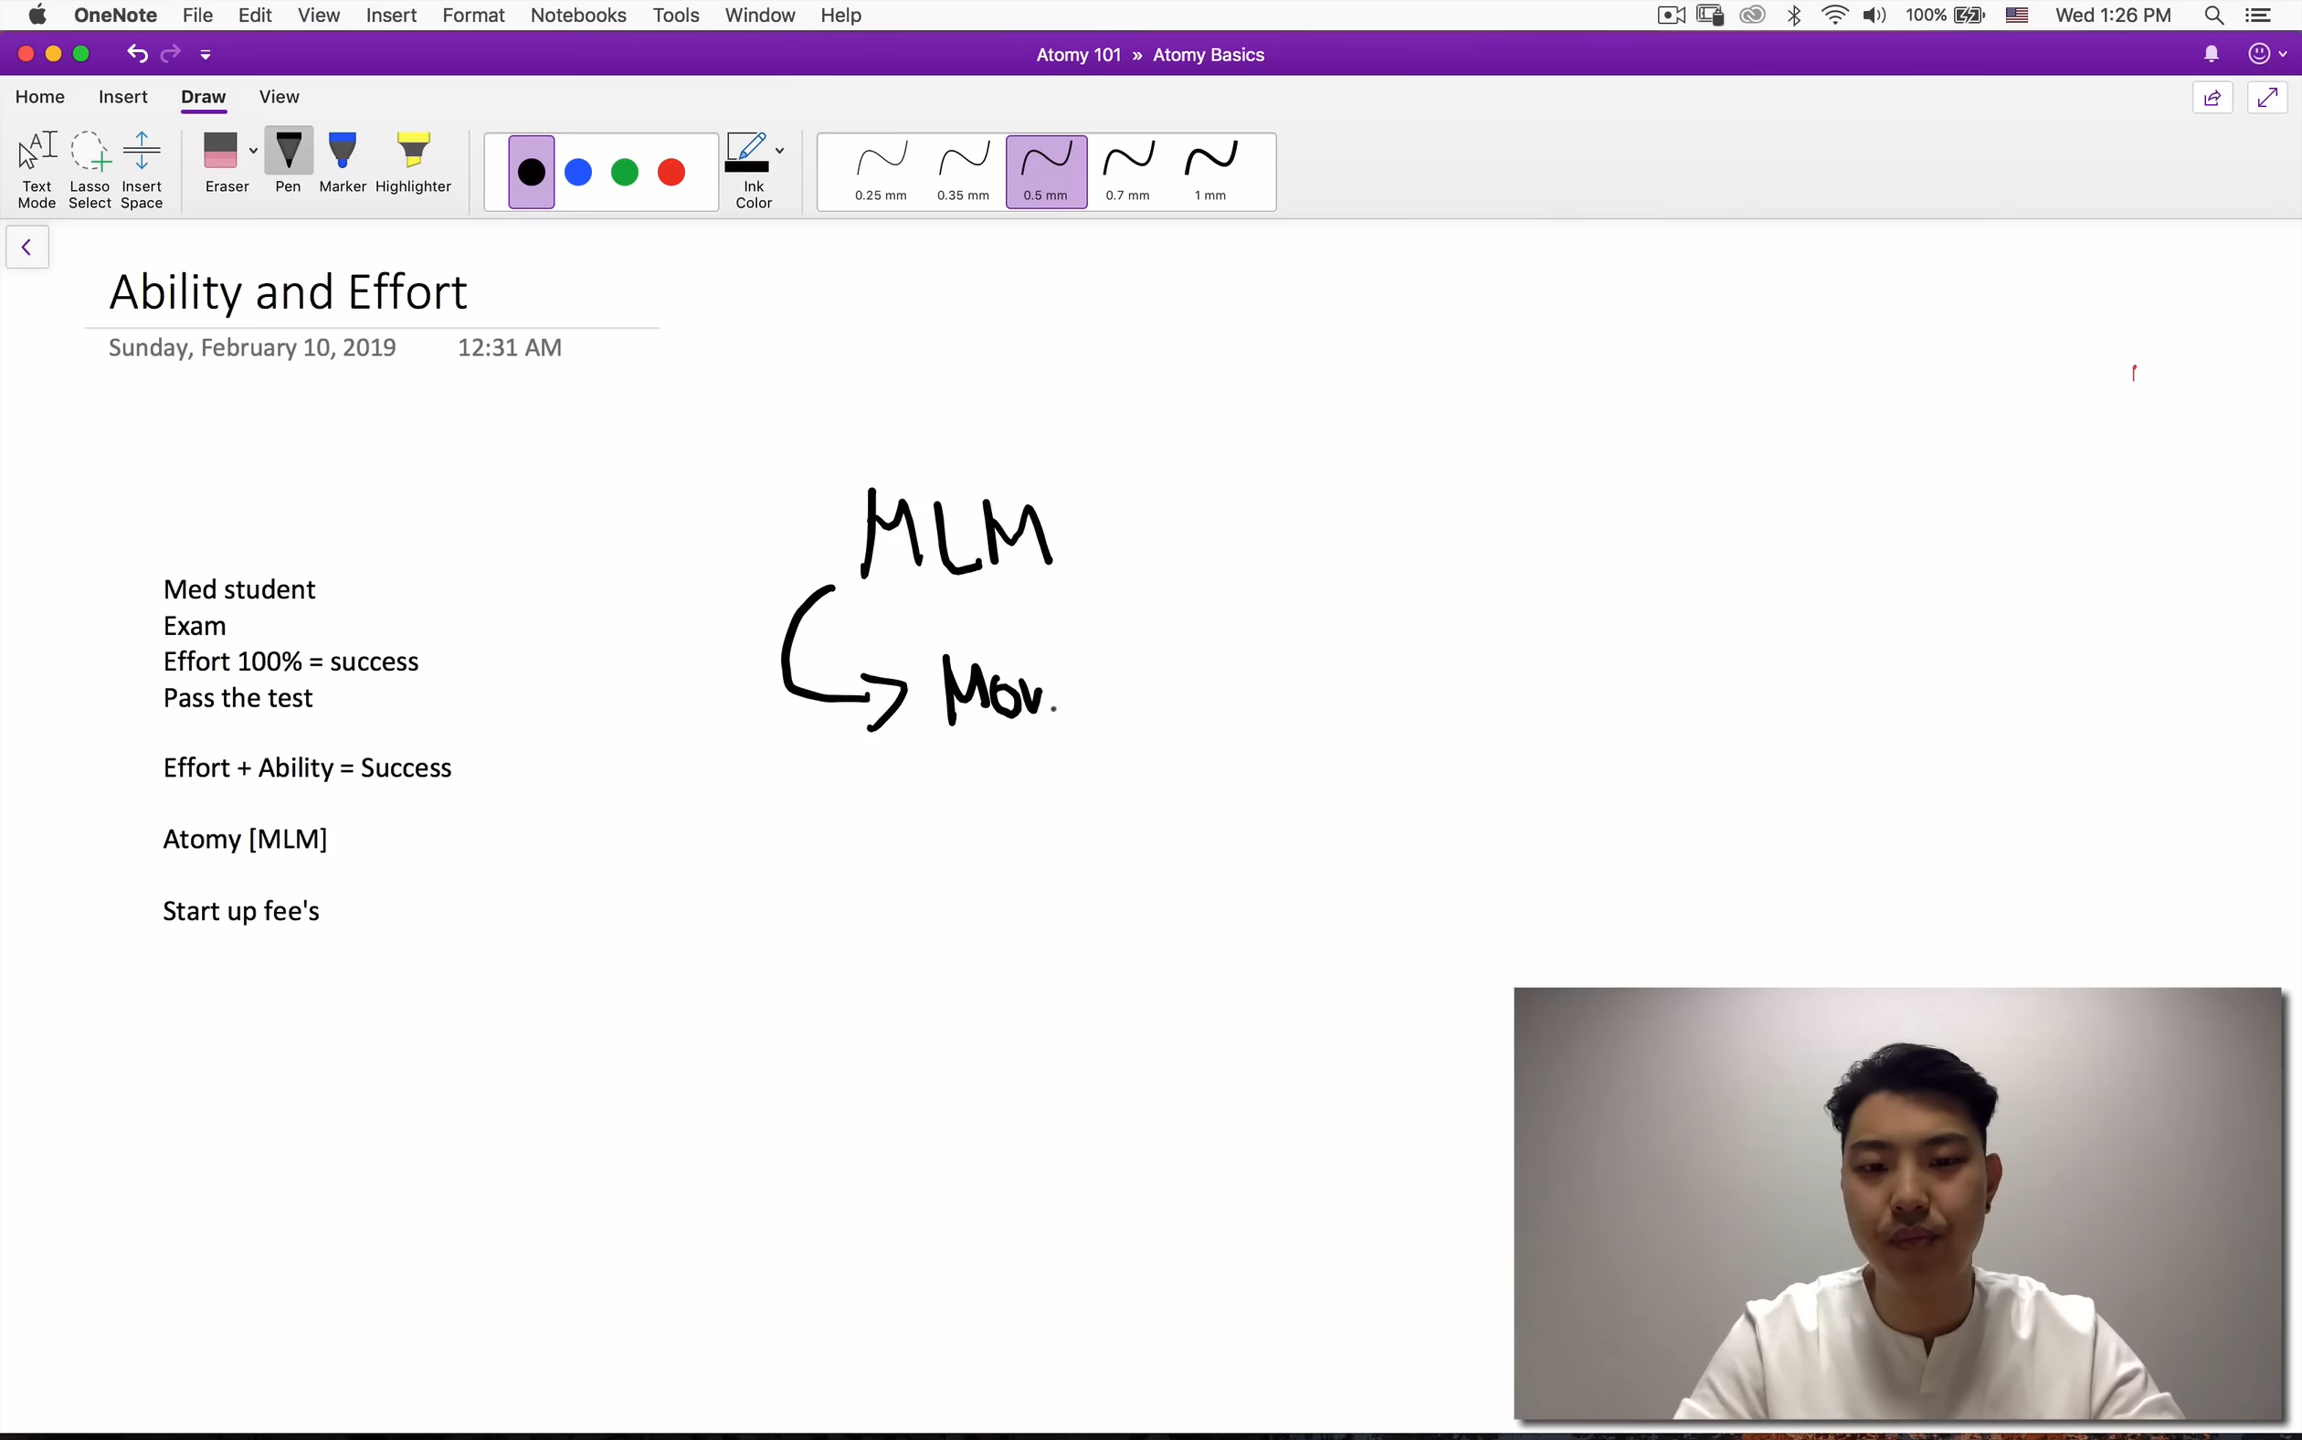 OneNote File Edit View Insert Format Notebooks Tools Window Help 100% Wed 1:26 PM
Atomy 101 » Atomy Basics
Home Insert Draw View
Text Mode Lasso Select Insert Space Eraser Pen Marker Highlighter Ink Color 0.25 mm 0.35 mm 0.5 mm 0.7 mm 1 mm
Ability and Effort
Sunday, February 10, 2019 12:31 AM
MLM
Mov
Med student
Exam
Effort 100% = success
Pass the test
Effort + Ability = Success
Atomy [MLM]
Start up fee's